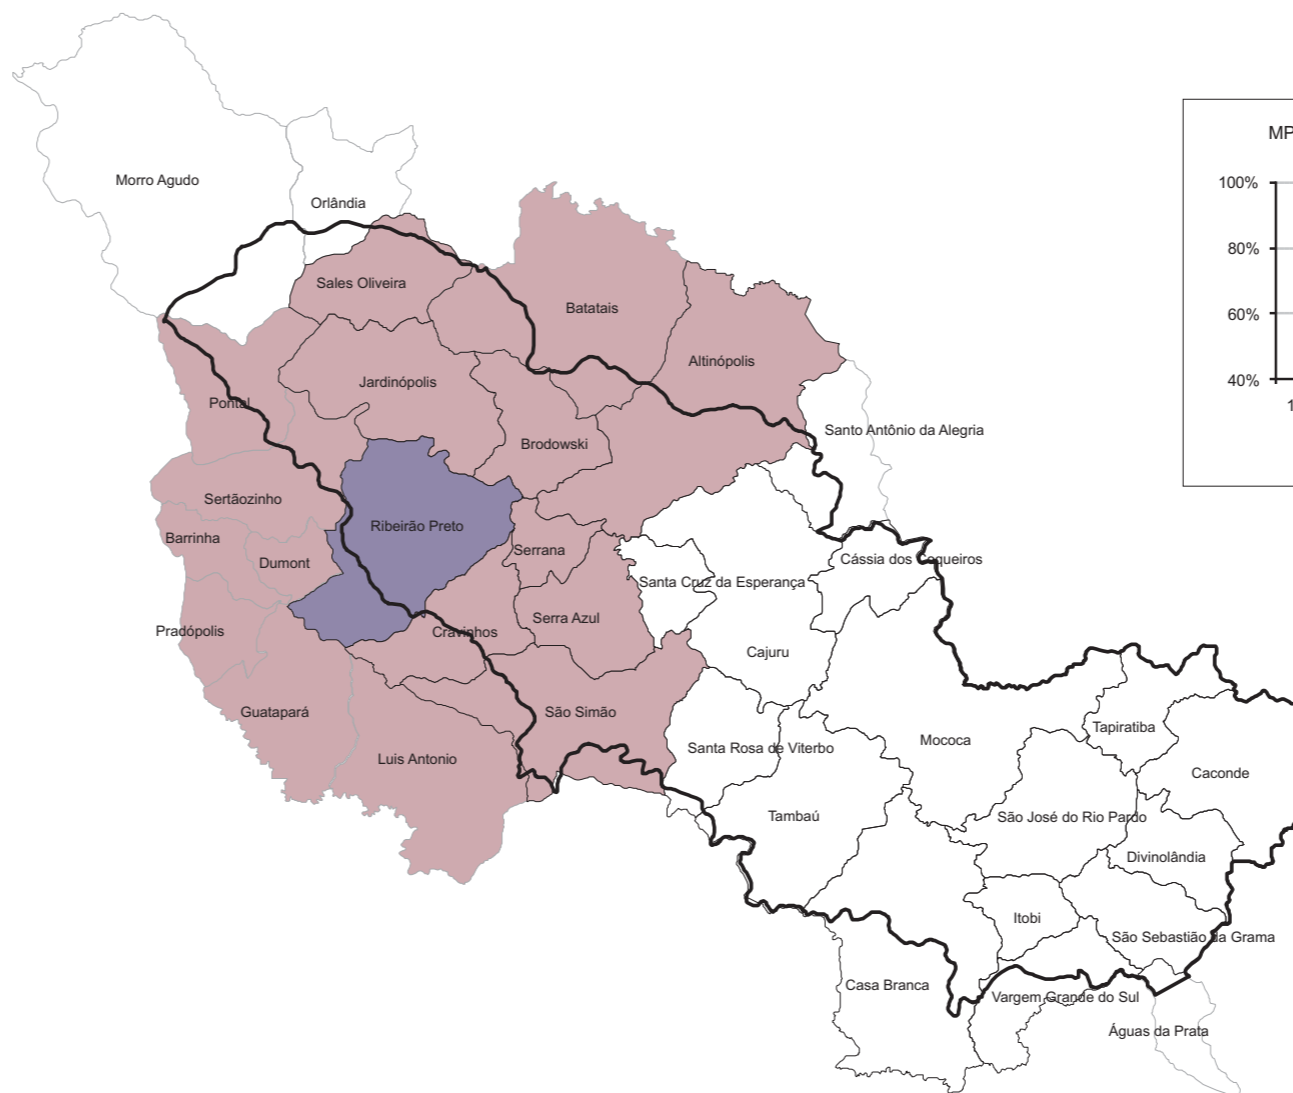 MP
Morro Agudo
100%
Orlândia
80%
Sales Oliveira
Batatais
60%
Altinópolis
Jardinópolis
40%
Pontal
1
Santo Antônio da Alegria
Brodowski
Sertãozinho
Ribeirão Preto
Barrinha
Serrana
Dumont
Cássia dos Coqueiros
Santa Cruz da Esperança
Serra Azul
Pradópolis
Cravinhos
Cajuru
Guatapará
São Simão
Tapiratiba
Mococa
Santa Rosa de Viterbo
Luis Antonio
Caconde
Tambaú
São José do Rio Pardo
Divinolândia
Itobi
São Sebastião da Grama
Casa Branca
Vargem Grande do Sul
Águas da Prata